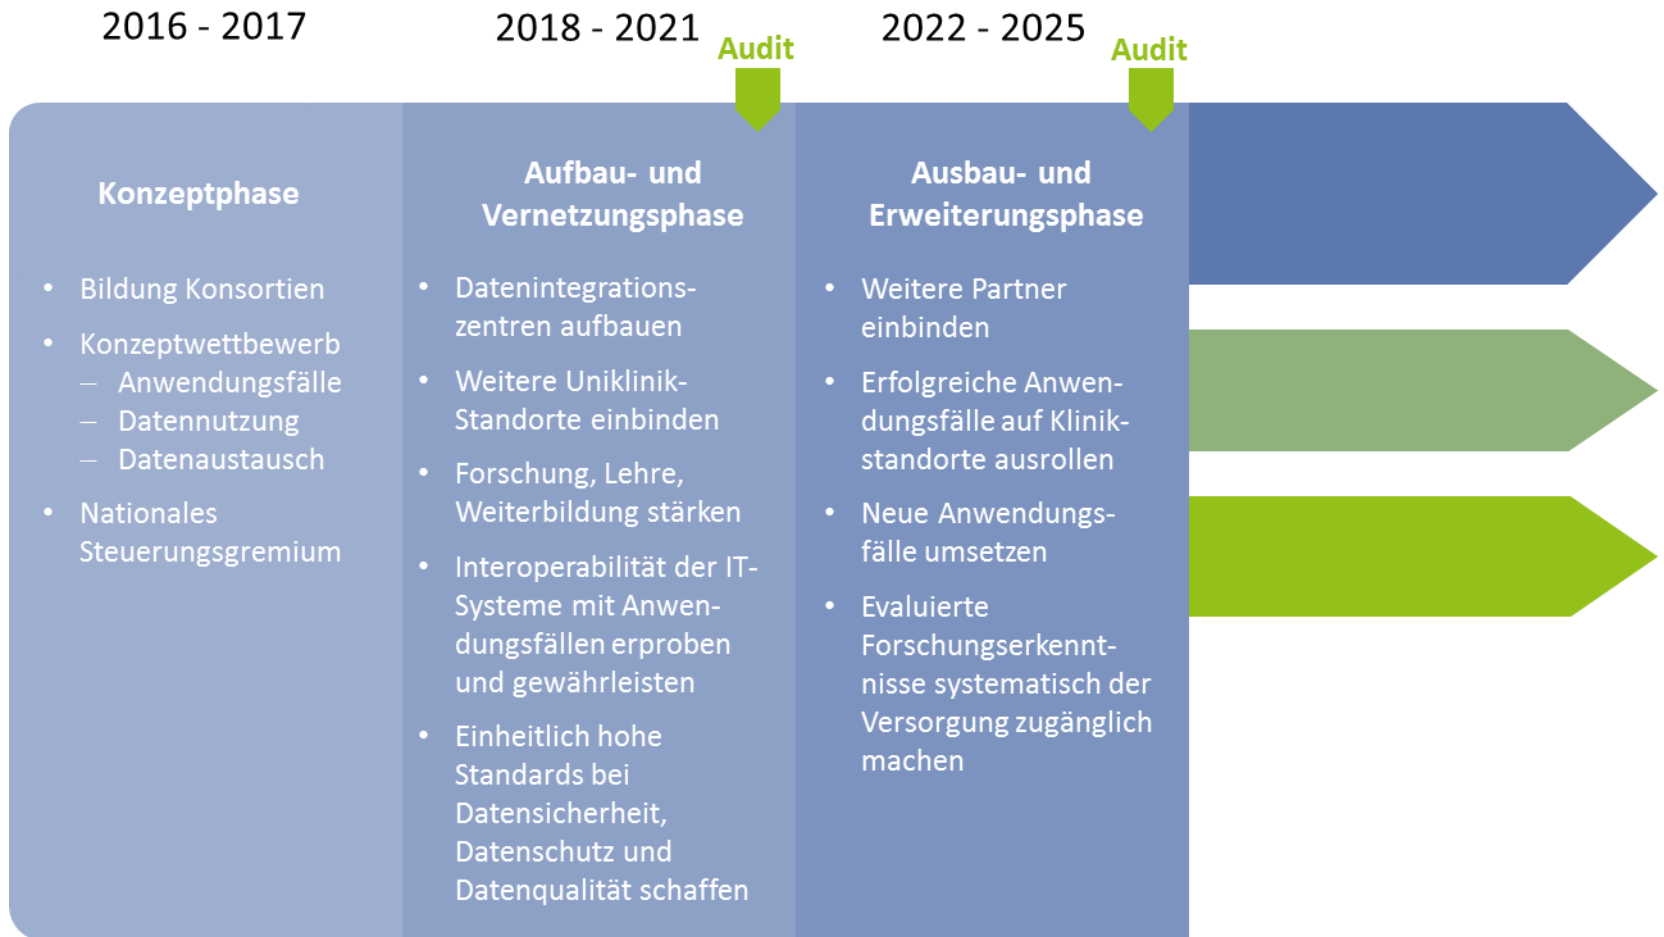 2016 - 2017
2018 - 2021
2022 - 2025
Audit
Audit
Konzeptphase
• Bildung Konsortien
• Konzeptwettbewerb
– Anwendungsfälle
– Datennutzung
– Datenaustausch
• Nationales
Steuerungsgremium
Aufbau- und
Vernetzungsphase
• Datenintegrations-
zentren aufbauen
• Weitere Uniklinik-
Standorte einbinden
• Forschung, Lehre,
Weiterbildung stärken
• Interoperabilität der IT-
Systeme mit Anwen-
dungsfällen erproben
und gewährleisten
• Einheitlich hohe
Standards bei
Datensicherheit,
Datenschutz und
Datenqualität schaffen
Ausbau- und
Erweiterungsphase
• Weitere Partner
einbinden
• Erfolgreiche Anwen-
dungsfälle auf Klinik-
standorte ausrollen
• Neue Anwendungs-
fälle umsetzen
• Evaluierte
Forschungserkennt-
nisse systematisch der
Versorgung zugänglich
machen